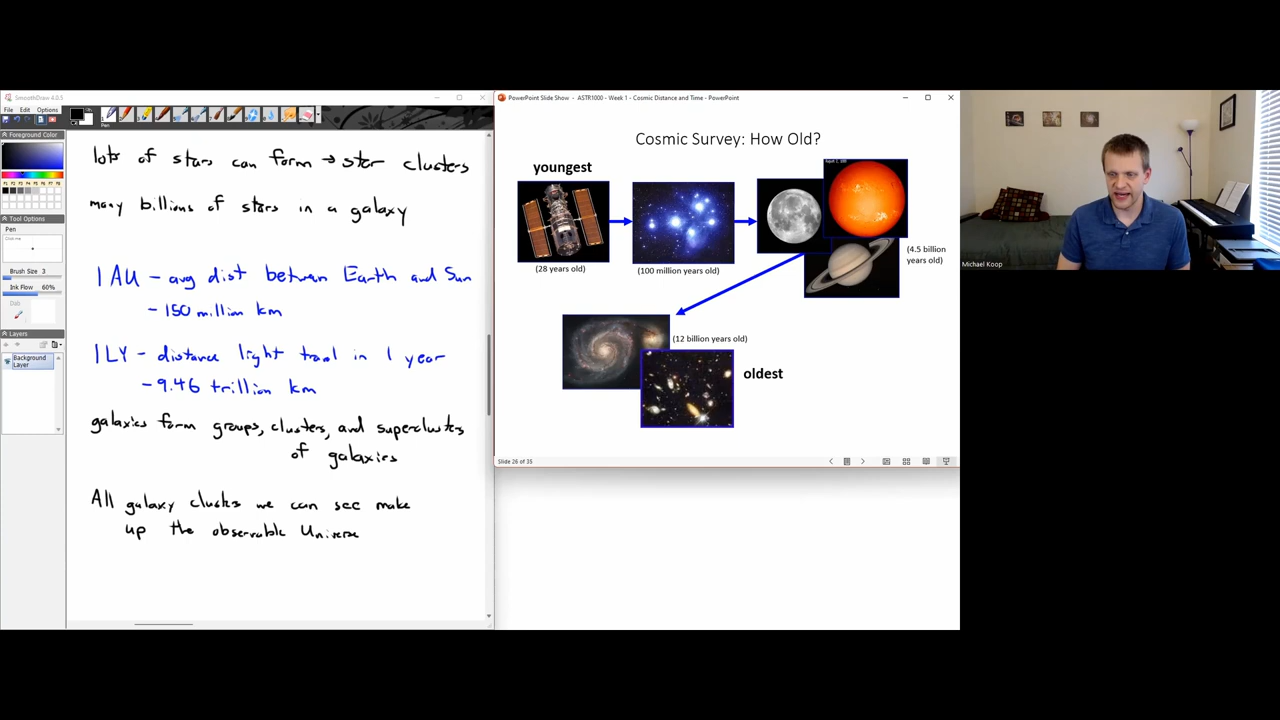 SmoothDraw 4.0.5
File Edit Options
Foreground Color
Tool Options
Pen
Brush Size 3
Ink Flow 60%
Dab
Layers
Background
Layer
Pen
lots of stars can form → star clusters
many billions of stars in a galaxy
1 AU - avg dist between Earth and Sun
- 150 million km
1 LY - distance light travel in 1 year
- 9.46 trillion km
galaxies form groups, clusters, and superclusters
of galaxies
All galaxy clusters we can see make
up the observable Universe
PowerPoint Slide Show - ASTR1000 - Week 1 - Cosmic Distance and Time - PowerPoint
Cosmic Survey: How Old?
youngest
(28 years old)
(100 million years old)
(4.5 billion
years old)
(12 billion years old)
oldest
Slide 26 of 35
Michael Koop